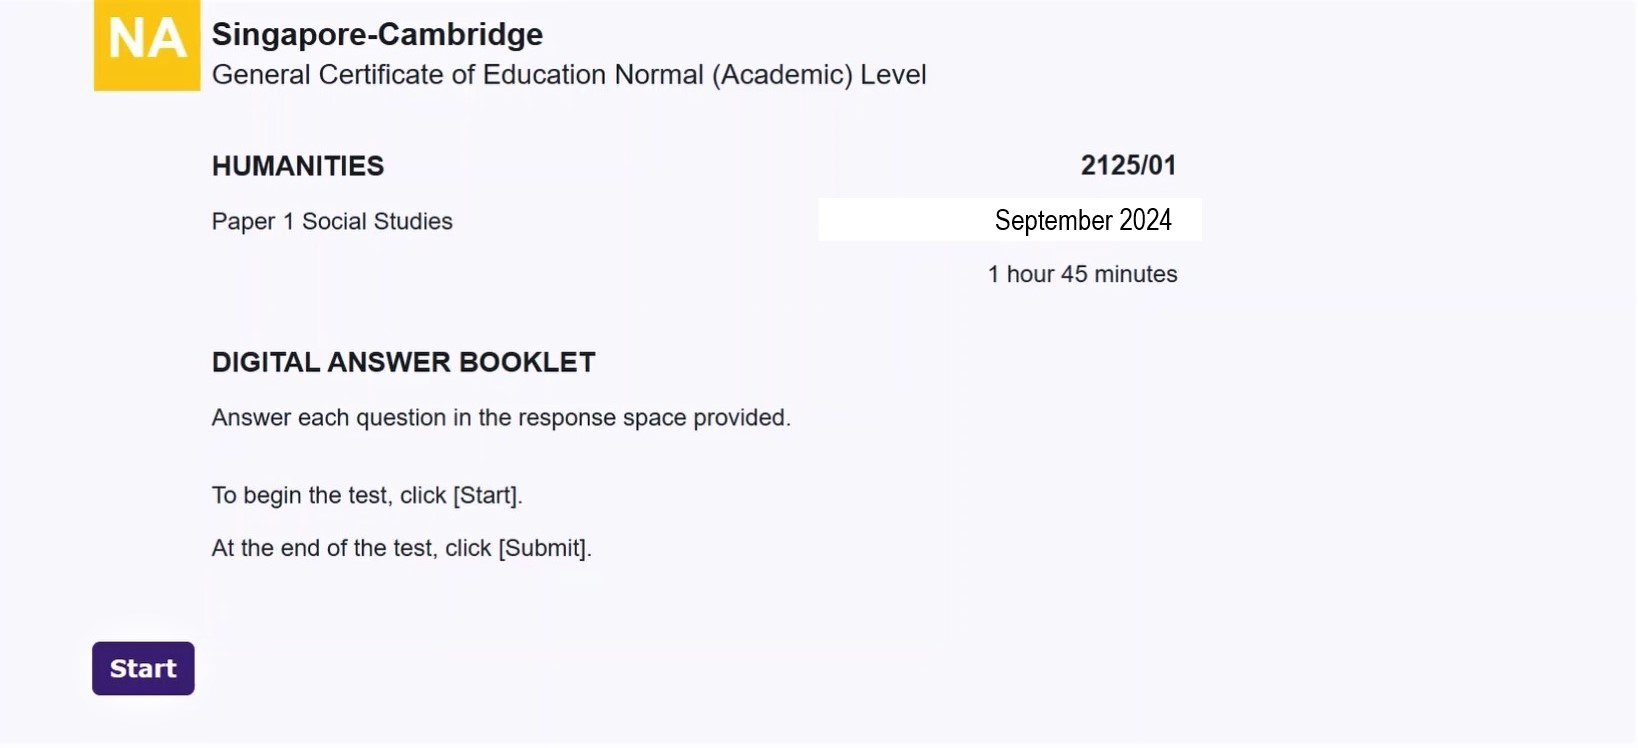 NA
Singapore-Cambridge
General Certificate of Education Normal (Academic) Level
HUMANITIES 2125/01
Paper 1 Social Studies September 2024
1 hour 45 minutes
DIGITAL ANSWER BOOKLET
Answer each question in the response space provided.
To begin the test, click [Start].
At the end of the test, click [Submit].
Start